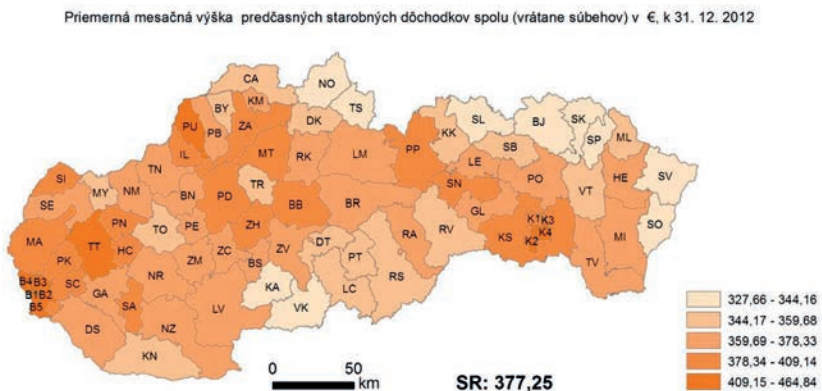 Priemerná mesačná výška predčasných starobných dôchodkov spolu (vrátane súbehov) v €, k 31. 12. 2012
CA NO
BY KM TS
PU PB ZA DK KK SL BJ SK SP
IL PP SB ML
TN MT RK LM LE
SI TR SN PO HE SV
SE MY NM BN PD BB BR VT
PN TO PE ZH GL K1 K3 SO
MA TT HC RA RV KS K4 MI
PK ZM ZC ZV DT K2
B4 B3 SC NR BS PT TV
B1 B2 GA KA RS
B5 SA LV LC
DS NZ VK
KN
327,66 - 344,16
344,17 - 359,68
359,69 - 378,33
378,34 - 409,14
409,15 - 464,84
0 50
km
SR: 377,25